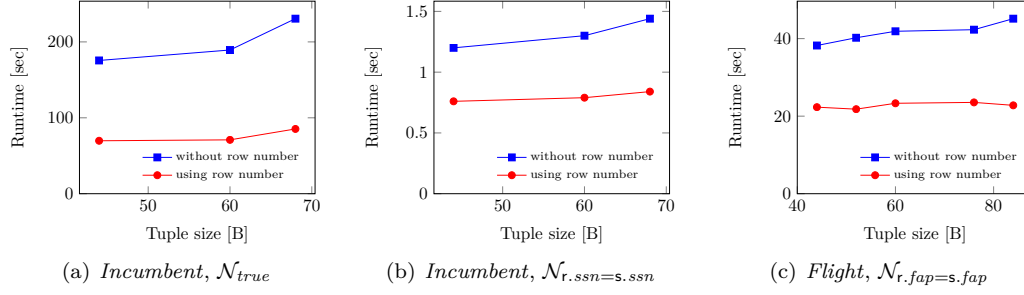 200
100
0
Runtime [sec]
without row number
using row number
50
60
70
Tuple size [B]
(a) Incumbent, 𝒩true
1.5
1
0.5
0
Runtime [sec]
without row number
using row number
50
60
70
Tuple size [B]
(b) Incumbent, 𝒩r.ssn=s.ssn
40
20
0
Runtime [sec]
without row number
using row number
40
60
80
Tuple size [B]
(c) Flight, 𝒩r.fap=s.fap